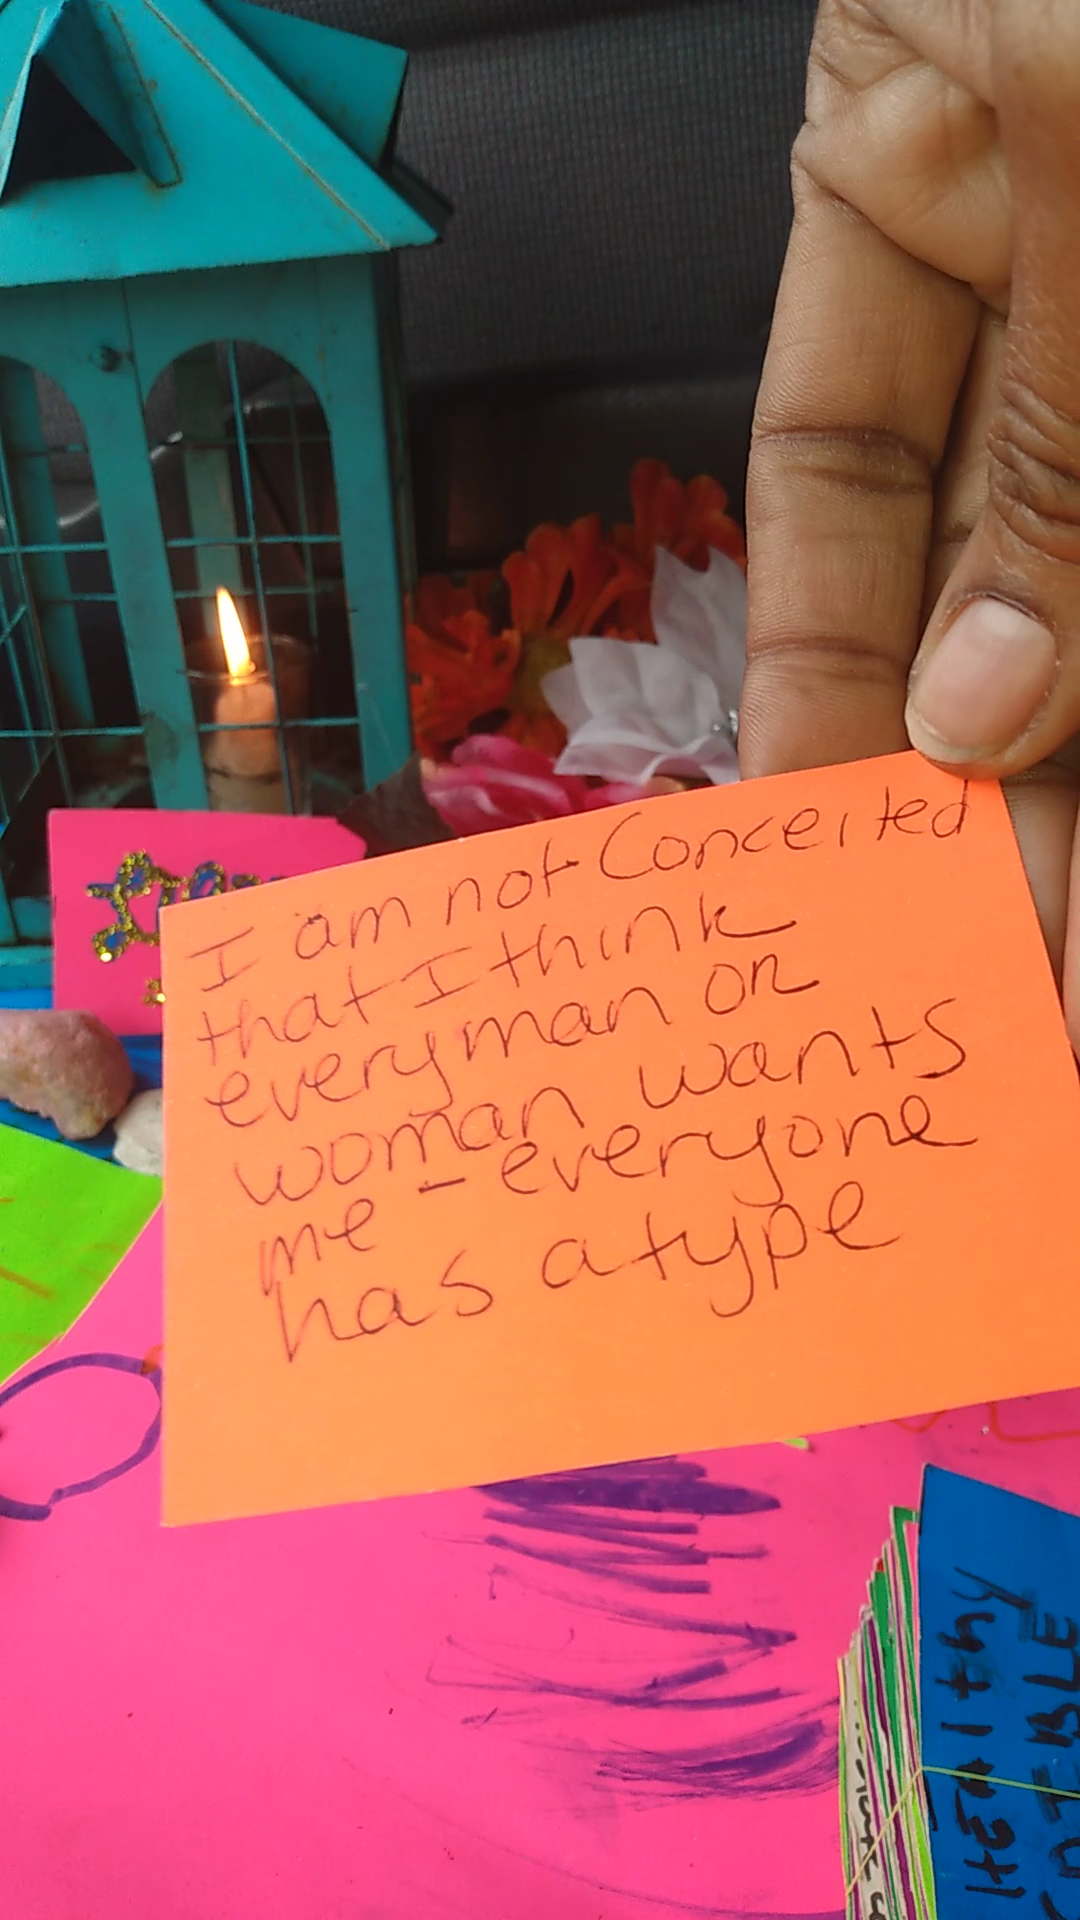 I am not Conceited
that I think
every man or
woman wants
me - everyone
has a type
HEAlthy